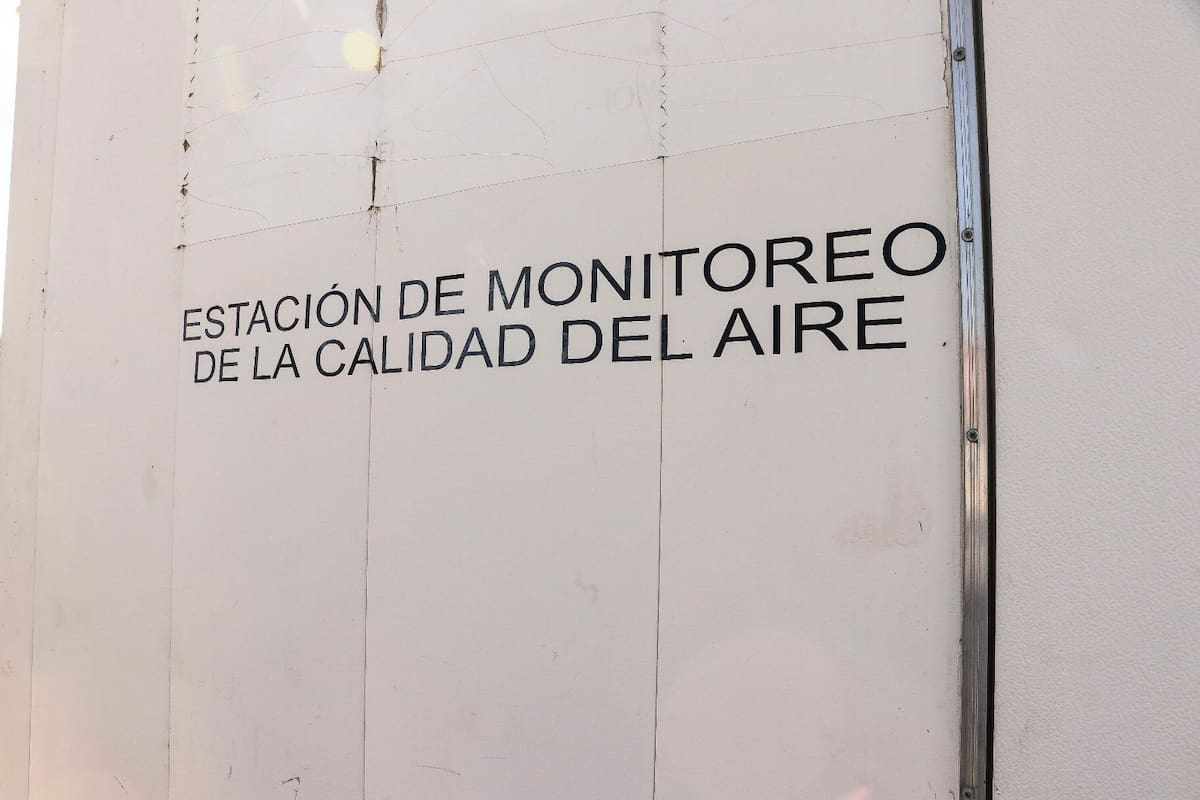 ESTACIÓN DE MONITOREO
DE LA CALIDAD DEL AIRE